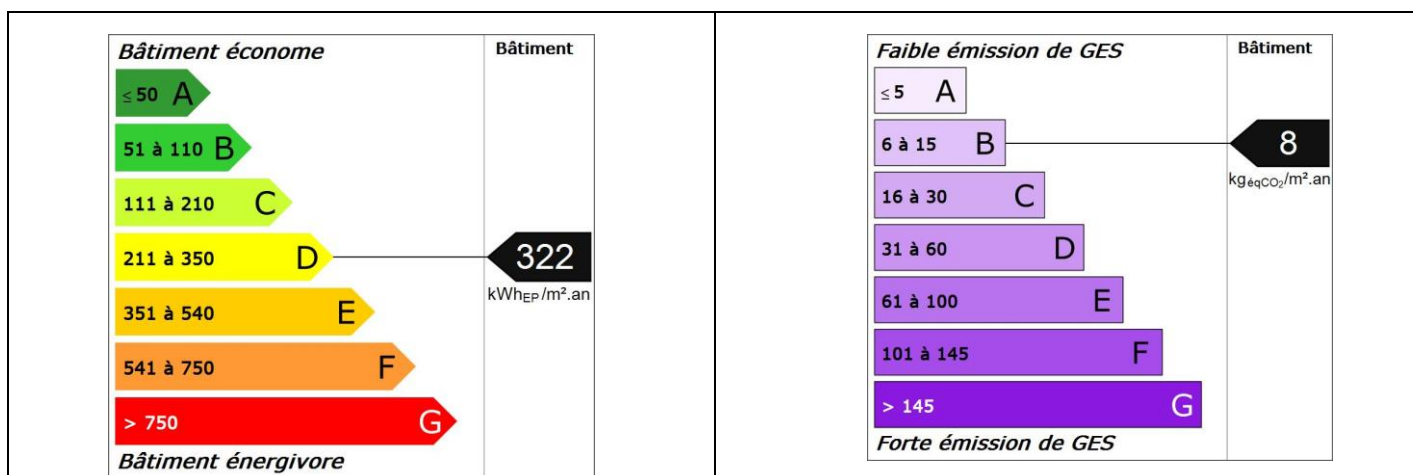 Bâtiment économe
Bâtiment
≤ 50 A
51 à 110 B
111 à 210 C
211 à 350 D
322
kWhEP/m².an
351 à 540 E
541 à 750 F
> 750 G
Bâtiment énergivore
Faible émission de GES
Bâtiment
≤ 5 A
6 à 15 B
8
kgéqCO₂/m².an
16 à 30 C
31 à 60 D
61 à 100 E
101 à 145 F
> 145 G
Forte émission de GES